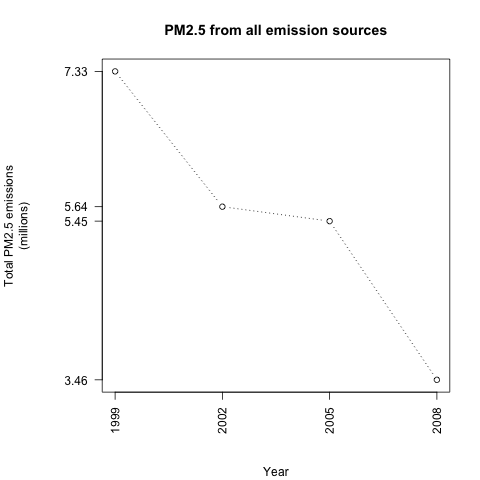 PM2.5 from all emission sources
Total PM2.5 emissions
(millions)
7.33
5.64
5.45
3.46
1999
2002
2005
2008
Year